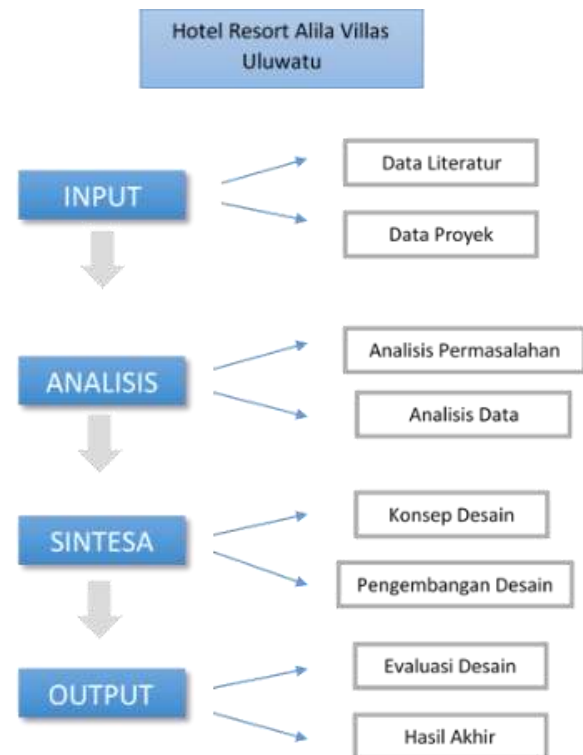 Hotel Resort Alila Villas
Uluwatu
INPUT
Data Literatur
Data Proyek
ANALISIS
Analisis Permasalahan
Analisis Data
SINTESA
Konsep Desain
Pengembangan Desain
OUTPUT
Evaluasi Desain
Hasil Akhir